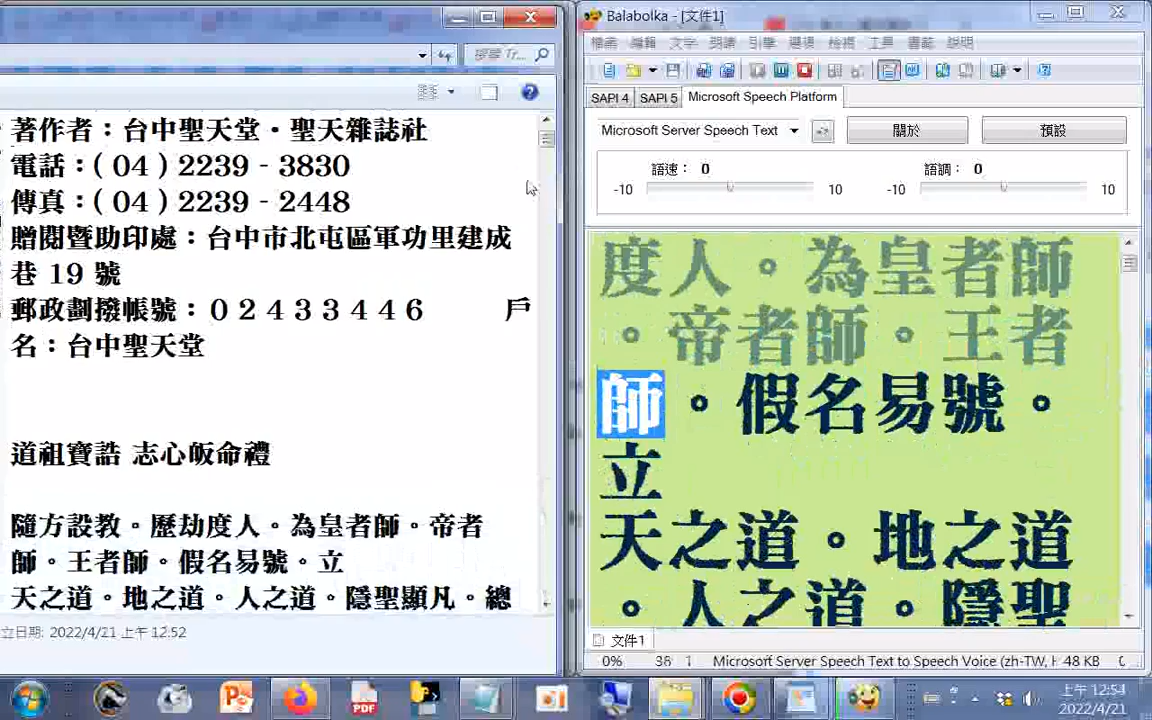 著作者：台中聖天堂・聖天雜誌社
電話：( 04 ) 2239 - 3830
傳真：( 04 ) 2239 - 2448
贈閱暨助印處：台中市北屯區軍功里建成
巷 19 號
郵政劃撥帳號：０２４３３４４６ 戶
名：台中聖天堂
道祖寶誥 志心皈命禮
隨方設教。歷劫度人。為皇者師。帝者
師。王者師。假名易號。立
天之道。地之道。人之道。隱聖顯凡。總
立日期: 2022/4/21 上午 12:52
Balabolka - [文件1]
檔案 編輯 文字 朗讀 引擎 選項 檢視 工具 書籤 說明
SAPI 4 SAPI 5 Microsoft Speech Platform
Microsoft Server Speech Text
關於
預設
語速： 0
-10 10
語調： 0
-10 10
度人。為皇者師
。帝者師。王者
師。假名易號。
立
天之道。地之道
。人之道。隱聖
文件1
0% 36 1 Microsoft Server Speech Text to Speech Voice (zh-TW, 48 KB
上午 12:54
2022/4/21